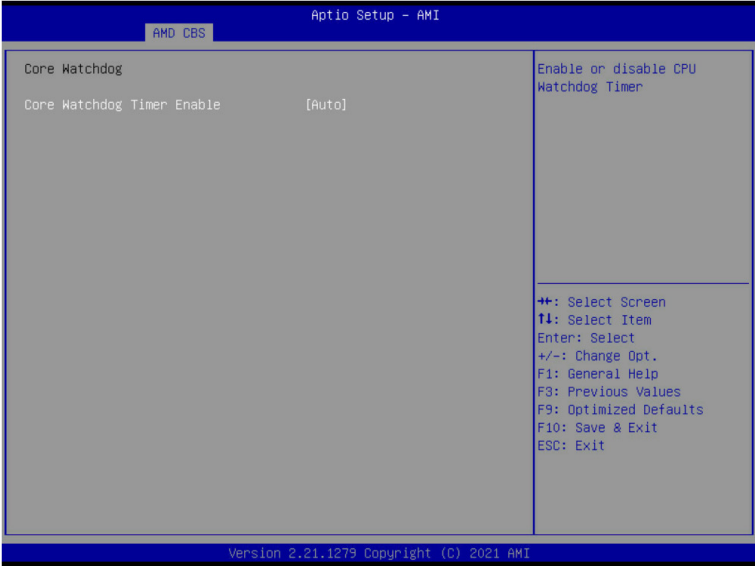 Aptio Setup – AMI
AMD CBS
Core Watchdog
Core Watchdog Timer Enable [Auto]
Enable or disable CPU
Watchdog Timer
→←: Select Screen
↑↓: Select Item
Enter: Select
+/-: Change Opt.
F1: General Help
F3: Previous Values
F9: Optimized Defaults
F10: Save & Exit
ESC: Exit
Version 2.21.1279 Copyright (C) 2021 AMI